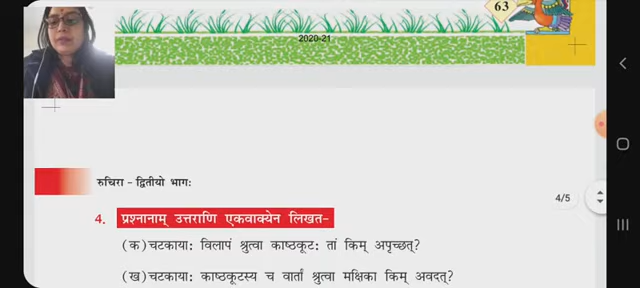 63
2020-21
रुचिरा - द्वितीयो भागः
4/5
4. प्रश्नानाम् उत्तराणि एकवाक्येन लिखत-
(क) चटकायाः विलापं श्रुत्वा काष्ठकूटः तां किम् अपृच्छत्?
(ख) चटकायाः काष्ठकूटस्य च वार्तां श्रुत्वा मक्षिका किम् अवदत्?